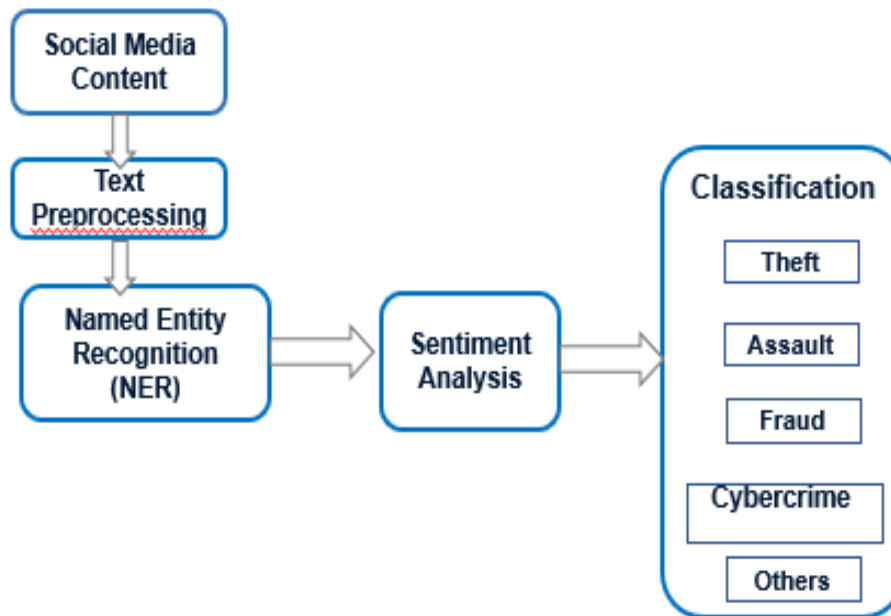 Social Media
Content
Text
Preprocessing
Named Entity
Recognition
(NER)
Sentiment
Analysis
Classification
Theft
Assault
Fraud
Cybercrime
Others